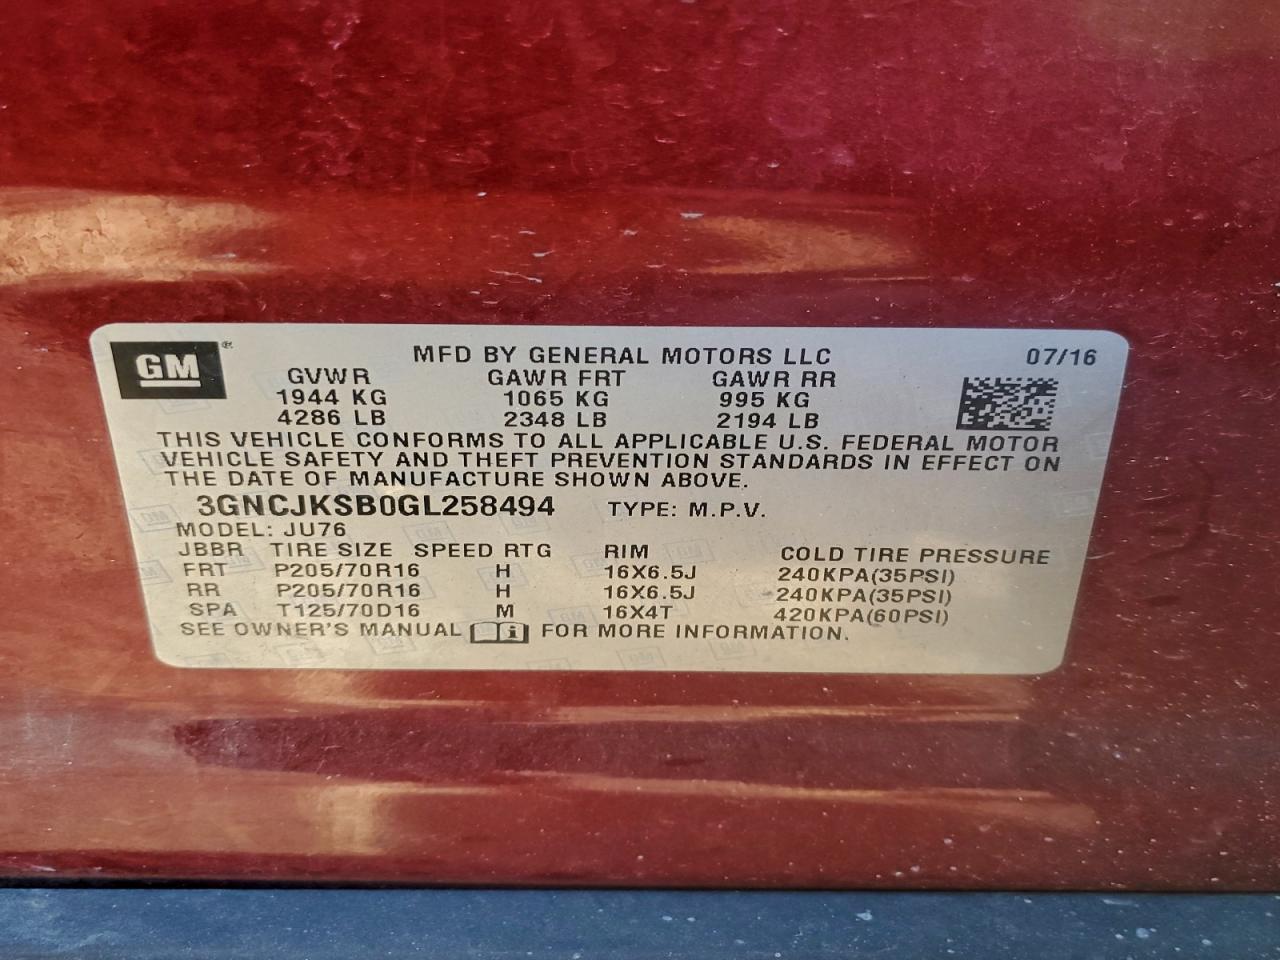 GM® MFD BY GENERAL MOTORS LLC 07/16
GVWR GAWR FRT GAWR RR
1944 KG 1065 KG 995 KG
4286 LB 2348 LB 2194 LB
THIS VEHICLE CONFORMS TO ALL APPLICABLE U.S. FEDERAL MOTOR
VEHICLE SAFETY AND THEFT PREVENTION STANDARDS IN EFFECT ON
THE DATE OF MANUFACTURE SHOWN ABOVE.
3GNCJKSB0GL258494 TYPE: M.P.V.
MODEL: JU76
JBBR TIRE SIZE SPEED RTG RIM COLD TIRE PRESSURE
FRT P205/70R16 H 16X6.5J 240KPA(35PSI)
RR P205/70R16 H 16X6.5J 240KPA(35PSI)
SPA T125/70D16 M 16X4T 420KPA(60PSI)
SEE OWNER'S MANUAL i FOR MORE INFORMATION.